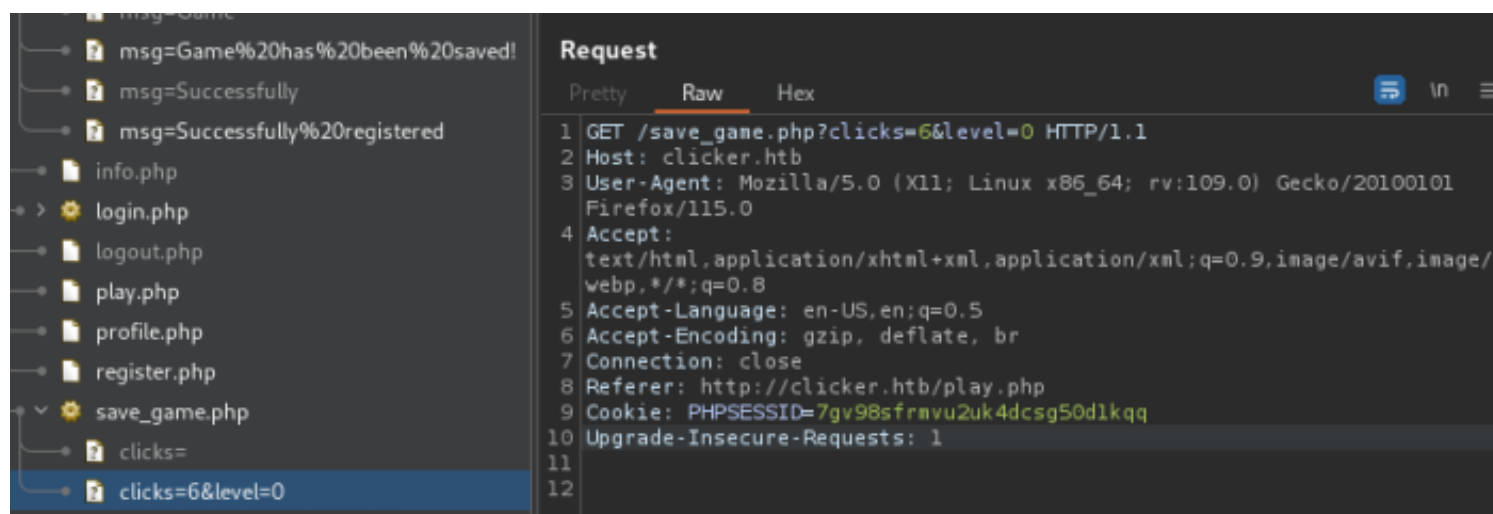 msg=Game
msg=Game%20has%20been%20saved!
msg=Successfully
msg=Successfully%20registered
info.php
login.php
logout.php
play.php
profile.php
register.php
save_game.php
clicks=
clicks=6&level=0
Request
Pretty Raw Hex \n
1 GET /save_game.php?clicks=6&level=0 HTTP/1.1
2 Host: clicker.htb
3 User-Agent: Mozilla/5.0 (X11; Linux x86_64; rv:109.0) Gecko/20100101
Firefox/115.0
4 Accept:
text/html,application/xhtml+xml,application/xml;q=0.9,image/avif,image/
webp,*/*;q=0.8
5 Accept-Language: en-US,en;q=0.5
6 Accept-Encoding: gzip, deflate, br
7 Connection: close
8 Referer: http://clicker.htb/play.php
9 Cookie: PHPSESSID=7gv98sfrmvu2uk4dcsg50d1kqq
10 Upgrade-Insecure-Requests: 1
11
12